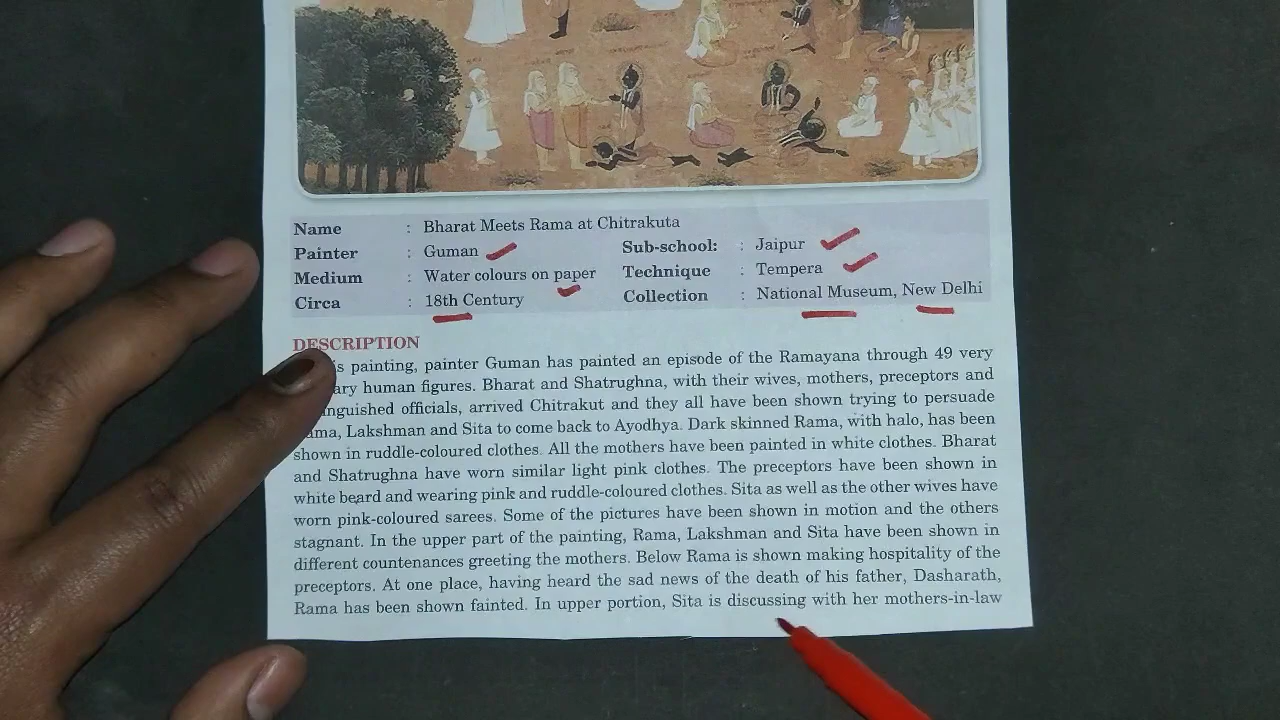 Name : Bharat Meets Rama at Chitrakuta
Painter : Guman Sub-school: : Jaipur
Medium : Water colours on paper Technique : Tempera
Circa : 18th Century Collection : National Museum, New Delhi
DESCRIPTION
painting, painter Guman has painted an episode of the Ramayana through 49 very
human figures. Bharat and Shatrughna, with their wives, mothers, preceptors and
officials, arrived Chitrakut and they all have been shown trying to persuade
Lakshman and Sita to come back to Ayodhya. Dark skinned Rama, with halo, has been
shown in ruddle-coloured clothes. All the mothers have been painted in white clothes. Bharat
and Shatrughna have worn similar light pink clothes. The preceptors have been shown in
white beard and wearing pink and ruddle-coloured clothes. Sita as well as the other wives have
worn pink-coloured sarees. Some of the pictures have been shown in motion and the others
stagnant. In the upper part of the painting, Rama, Lakshman and Sita have been shown in
different countenances greeting the mothers. Below Rama is shown making hospitality of the
preceptors. At one place, having heard the sad news of the death of his father, Dasharath,
Rama has been shown fainted. In upper portion, Sita is discussing with her mothers-in-law